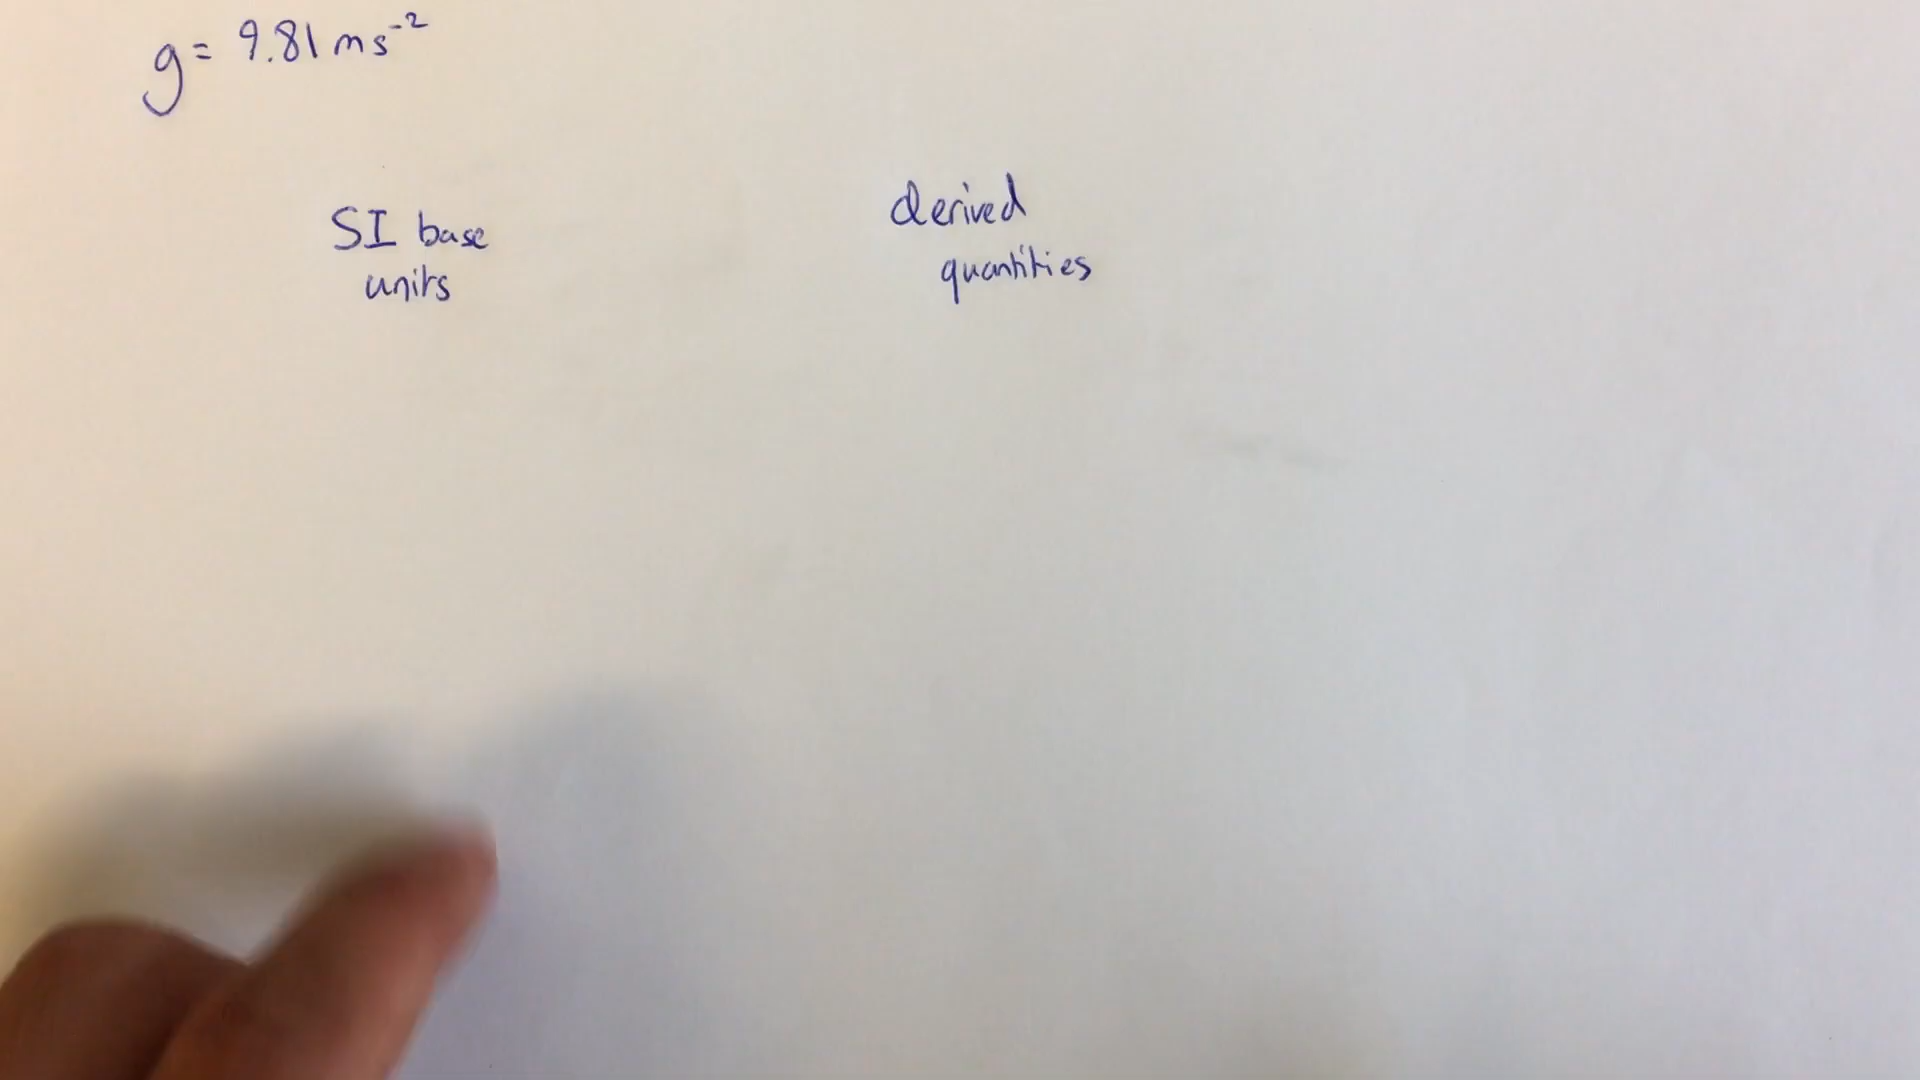 g = 9.81 ms⁻²
SI base
units
derived
quantities